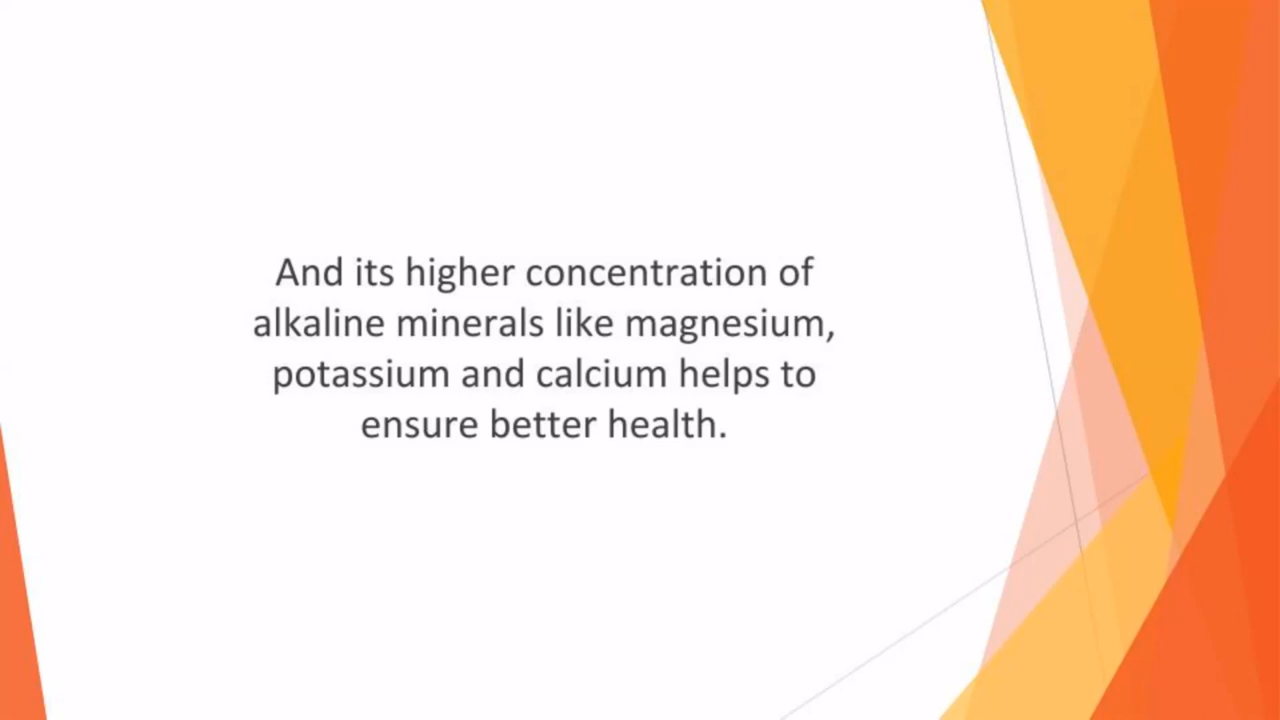 And its higher concentration of
alkaline minerals like magnesium,
potassium and calcium helps to
ensure better health.